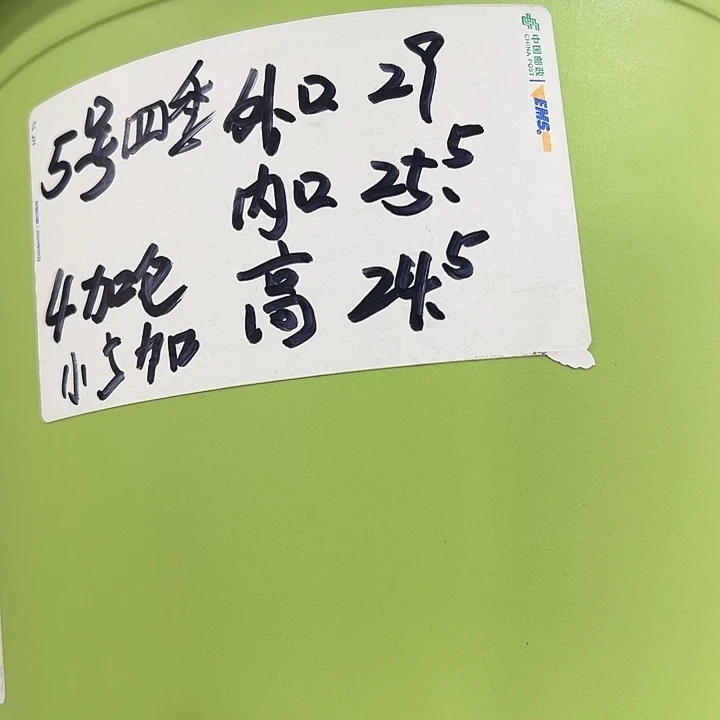 5号四季 外口 29
内口 25.5
高 24.5
4加仑
小5加
中国邮政
CHINA POST
EMS